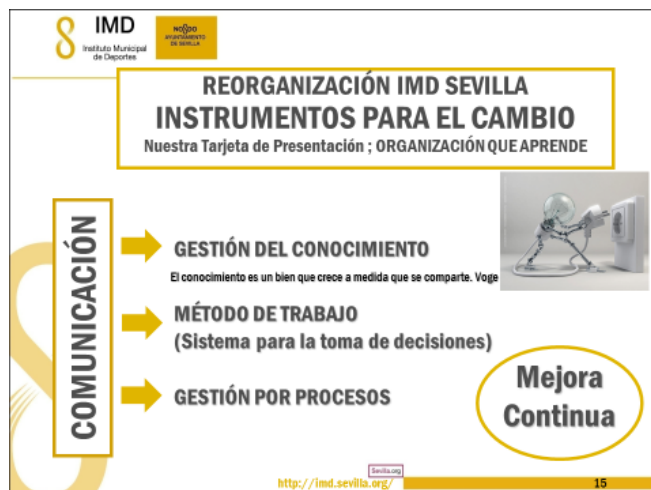 IMD
Instituto Municipal
de Deportes
NO8DO
AYUNTAMIENTO
DE SEVILLA
REORGANIZACIÓN IMD SEVILLA
INSTRUMENTOS PARA EL CAMBIO
Nuestra Tarjeta de Presentación ; ORGANIZACIÓN QUE APRENDE
COMUNICACIÓN
GESTIÓN DEL CONOCIMIENTO
El conocimiento es un bien que crece a medida que se comparte. Voge
MÉTODO DE TRABAJO
(Sistema para la toma de decisiones)
GESTIÓN POR PROCESOS
Mejora
Continua
Sevilla.org
http://imd.sevilla.org/
15